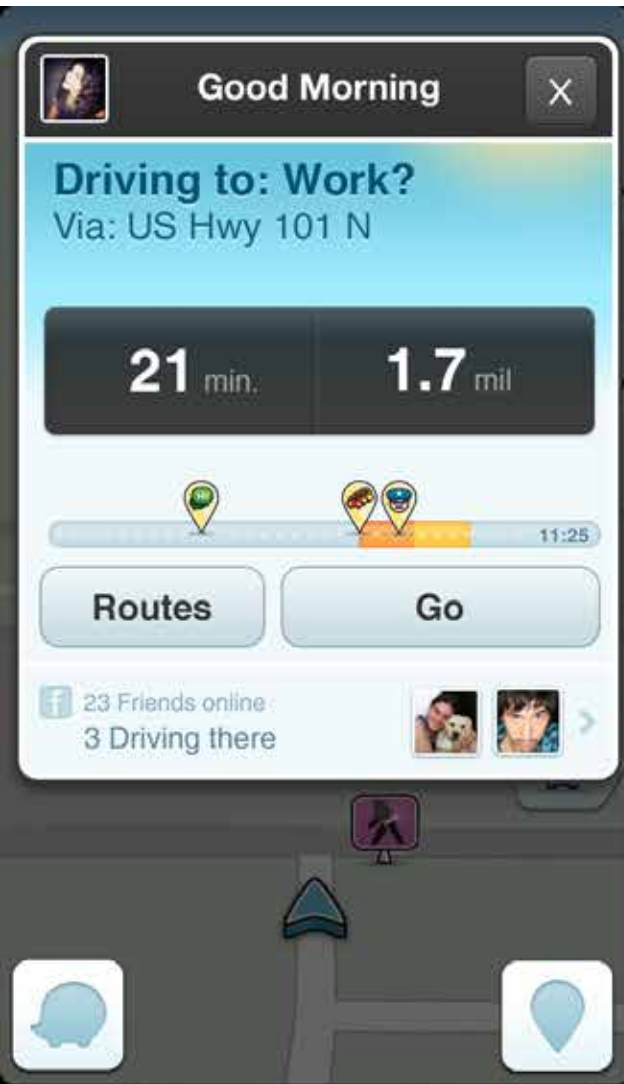 Good Morning
X
Driving to: Work?
Via: US Hwy 101 N
21 min.
1.7 mil
11:25
Routes
Go
f
23 Friends online
3 Driving there